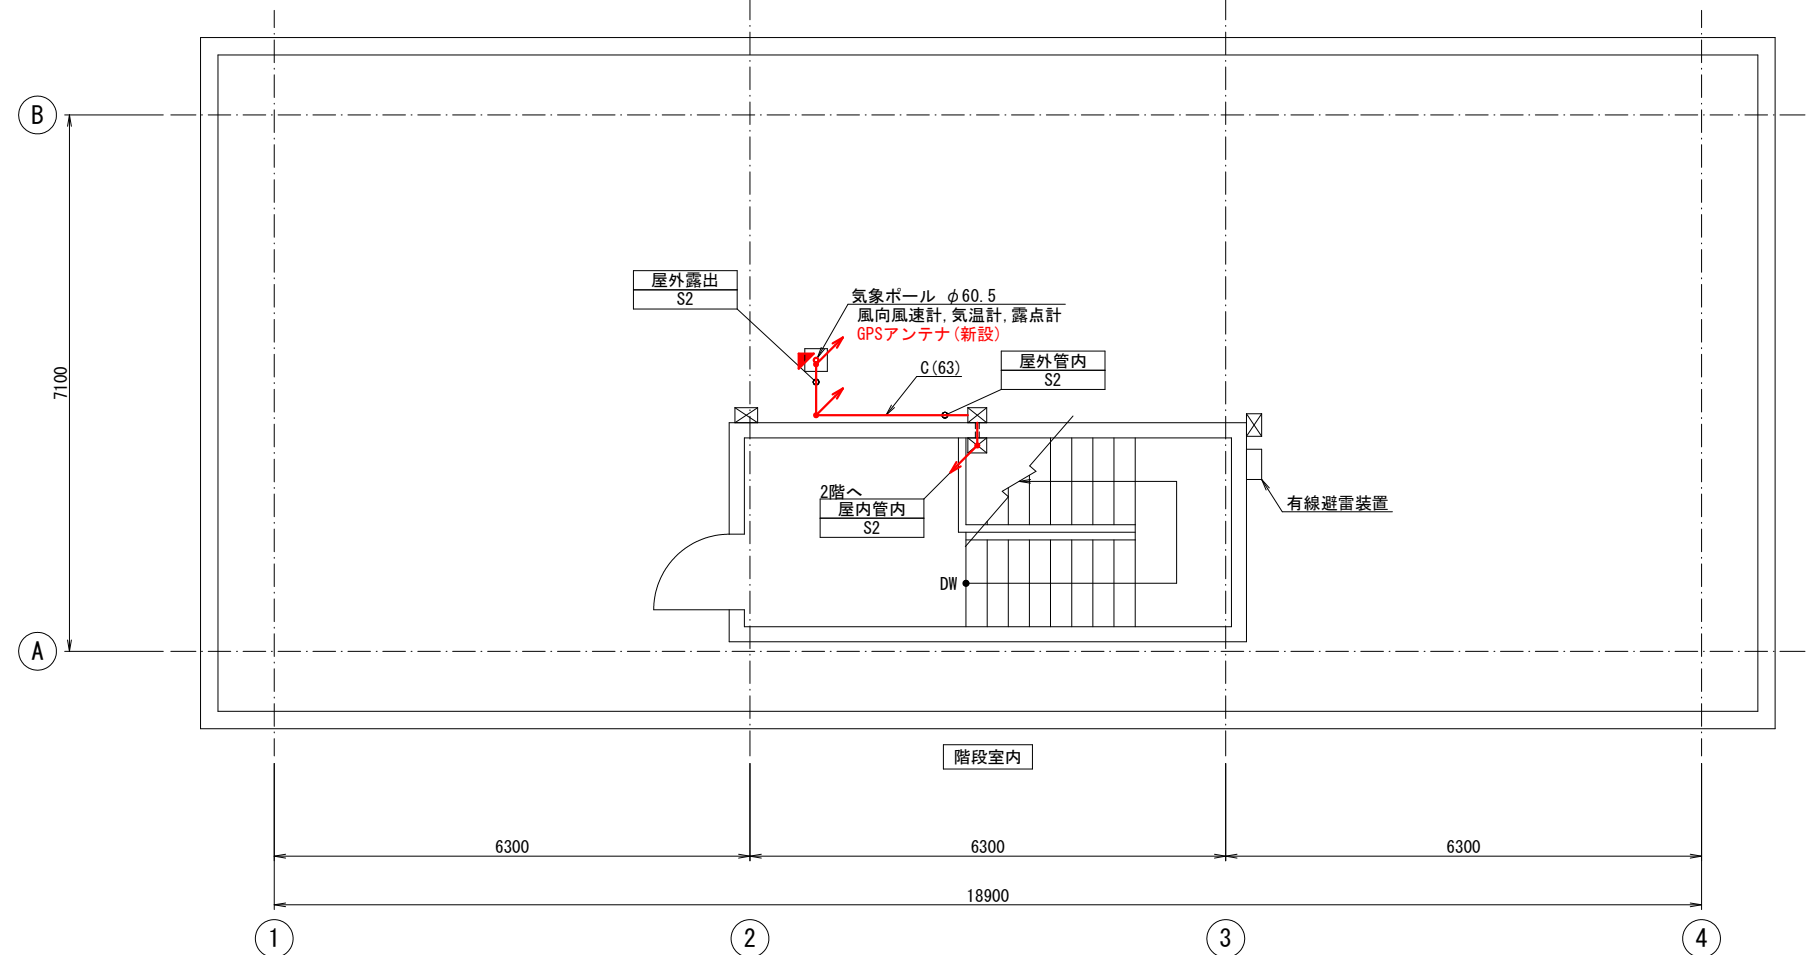 B
屋外露出
S2
気象ポール φ60.5
風向風速計,気温計,露点計
GPSアンテナ(新設)
C(63)
屋外管内
S2
7100
2階へ
屋内管内
S2
有線避雷装置
DW
A
階段室内
6300
6300
6300
18900
1
2
3
4